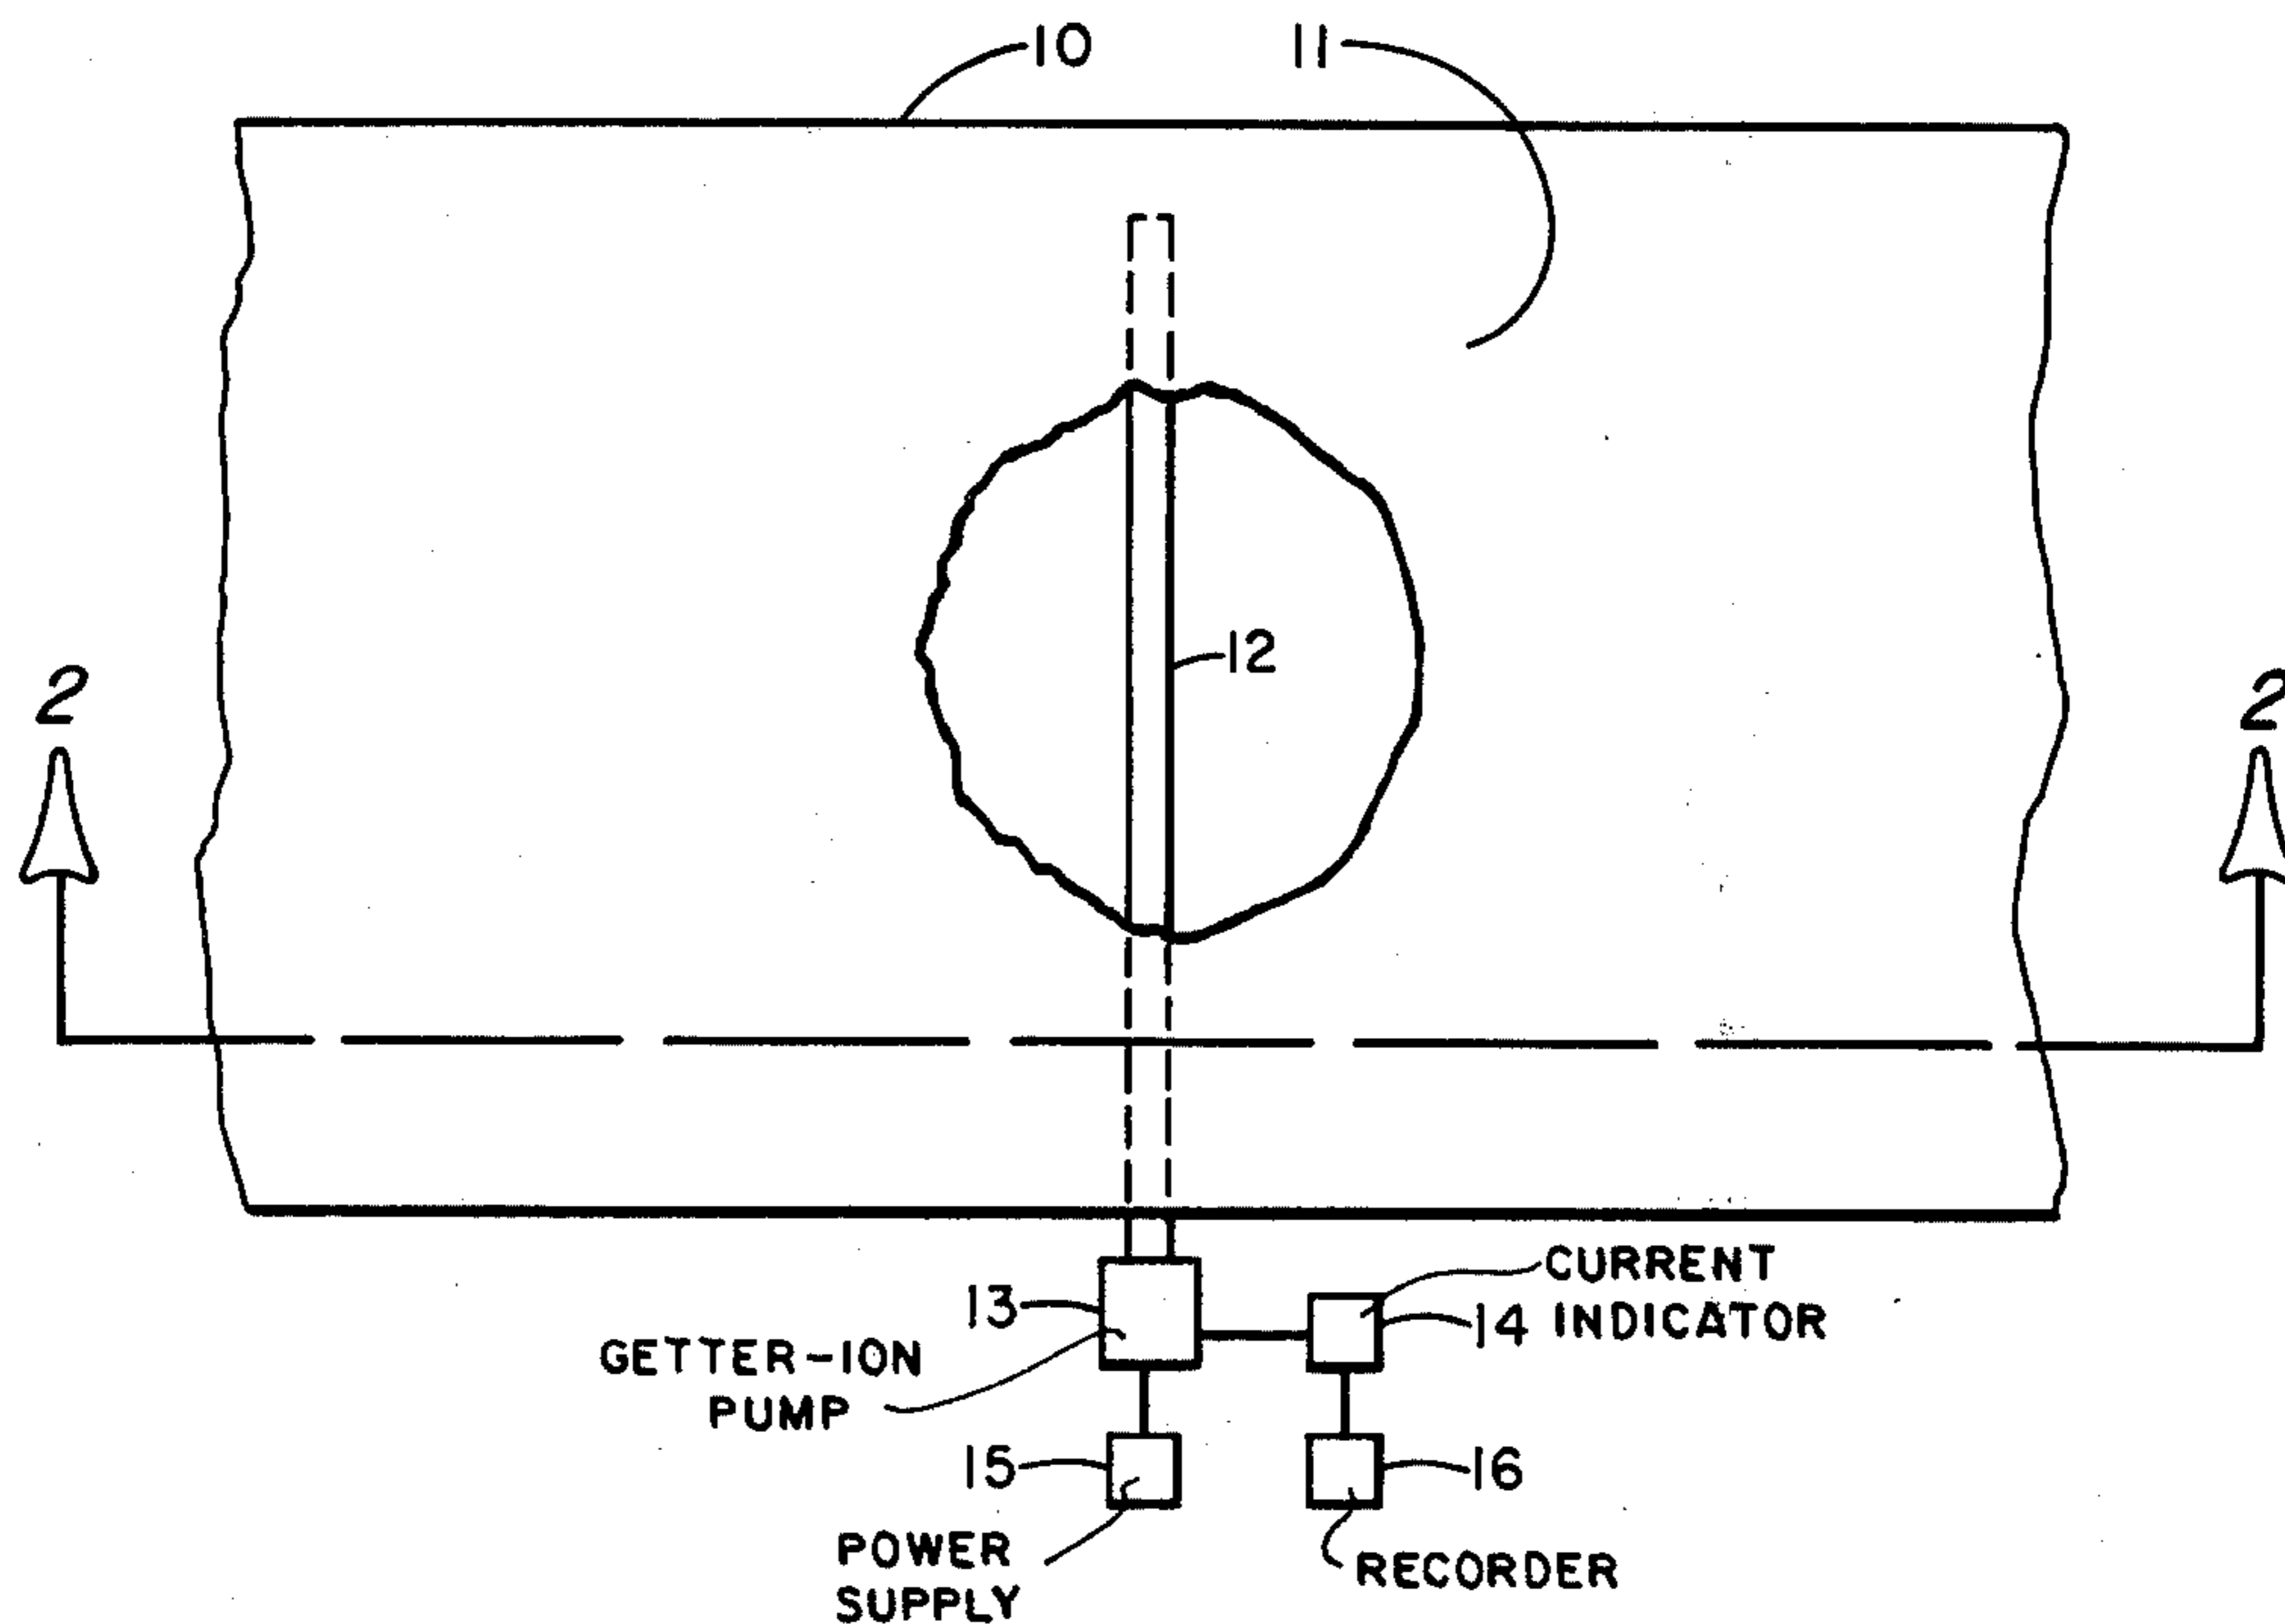 10
11
12
2
2
CURRENT
13
14 INDICATOR
GETTER-ION
PUMP
15
16
POWER
SUPPLY
RECORDER